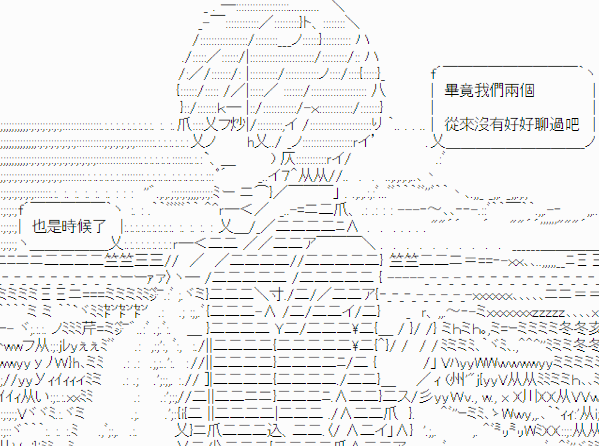 畢竟我們兩個
從來沒有好好聊過吧
也是時候了